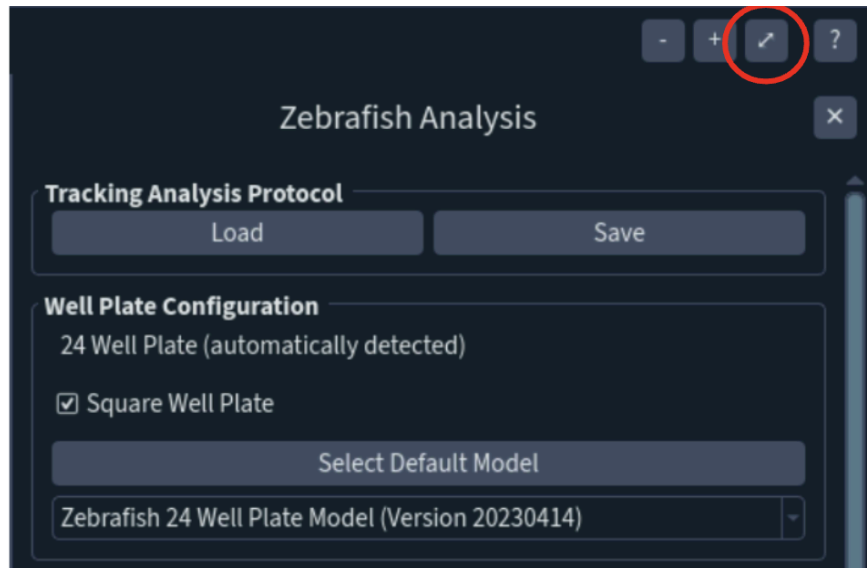 - + ⤢ ?
Zebrafish Analysis ✕
Tracking Analysis Protocol
Load Save
Well Plate Configuration
24 Well Plate (automatically detected)
Square Well Plate
Select Default Model
Zebrafish 24 Well Plate Model (Version 20230414)